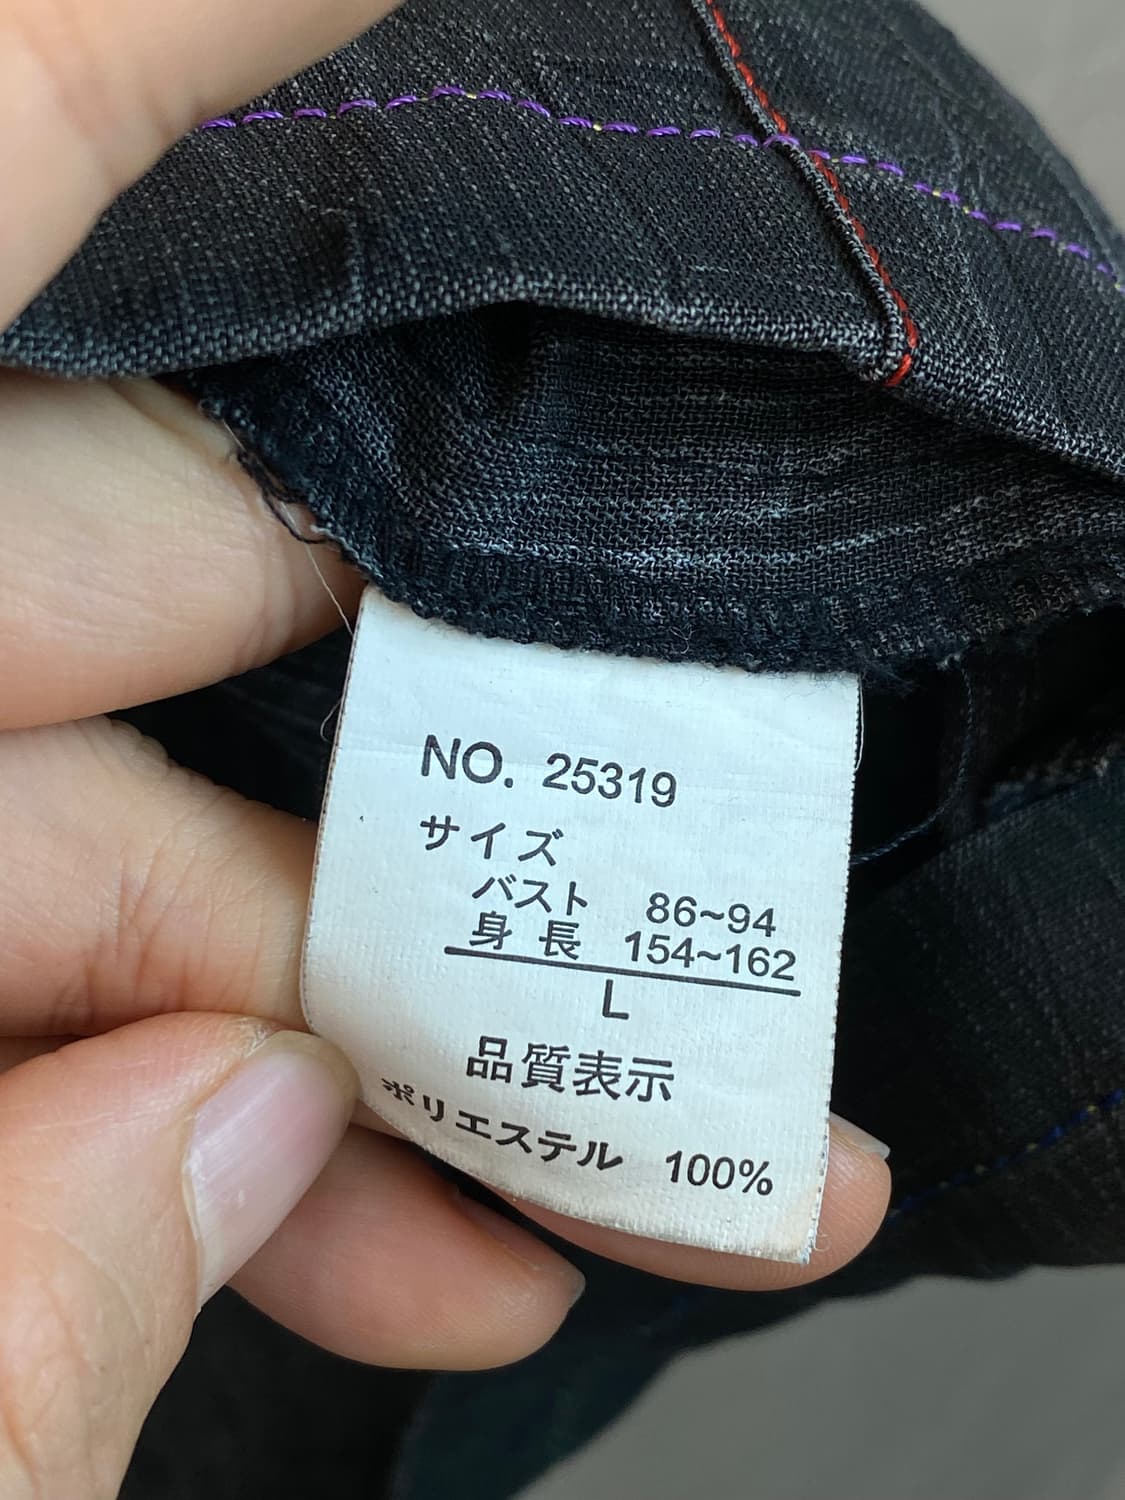 NO. 25319
サイズ
バスト 86~94
身長 154~162
L
品質表示
ポリエステル 100%